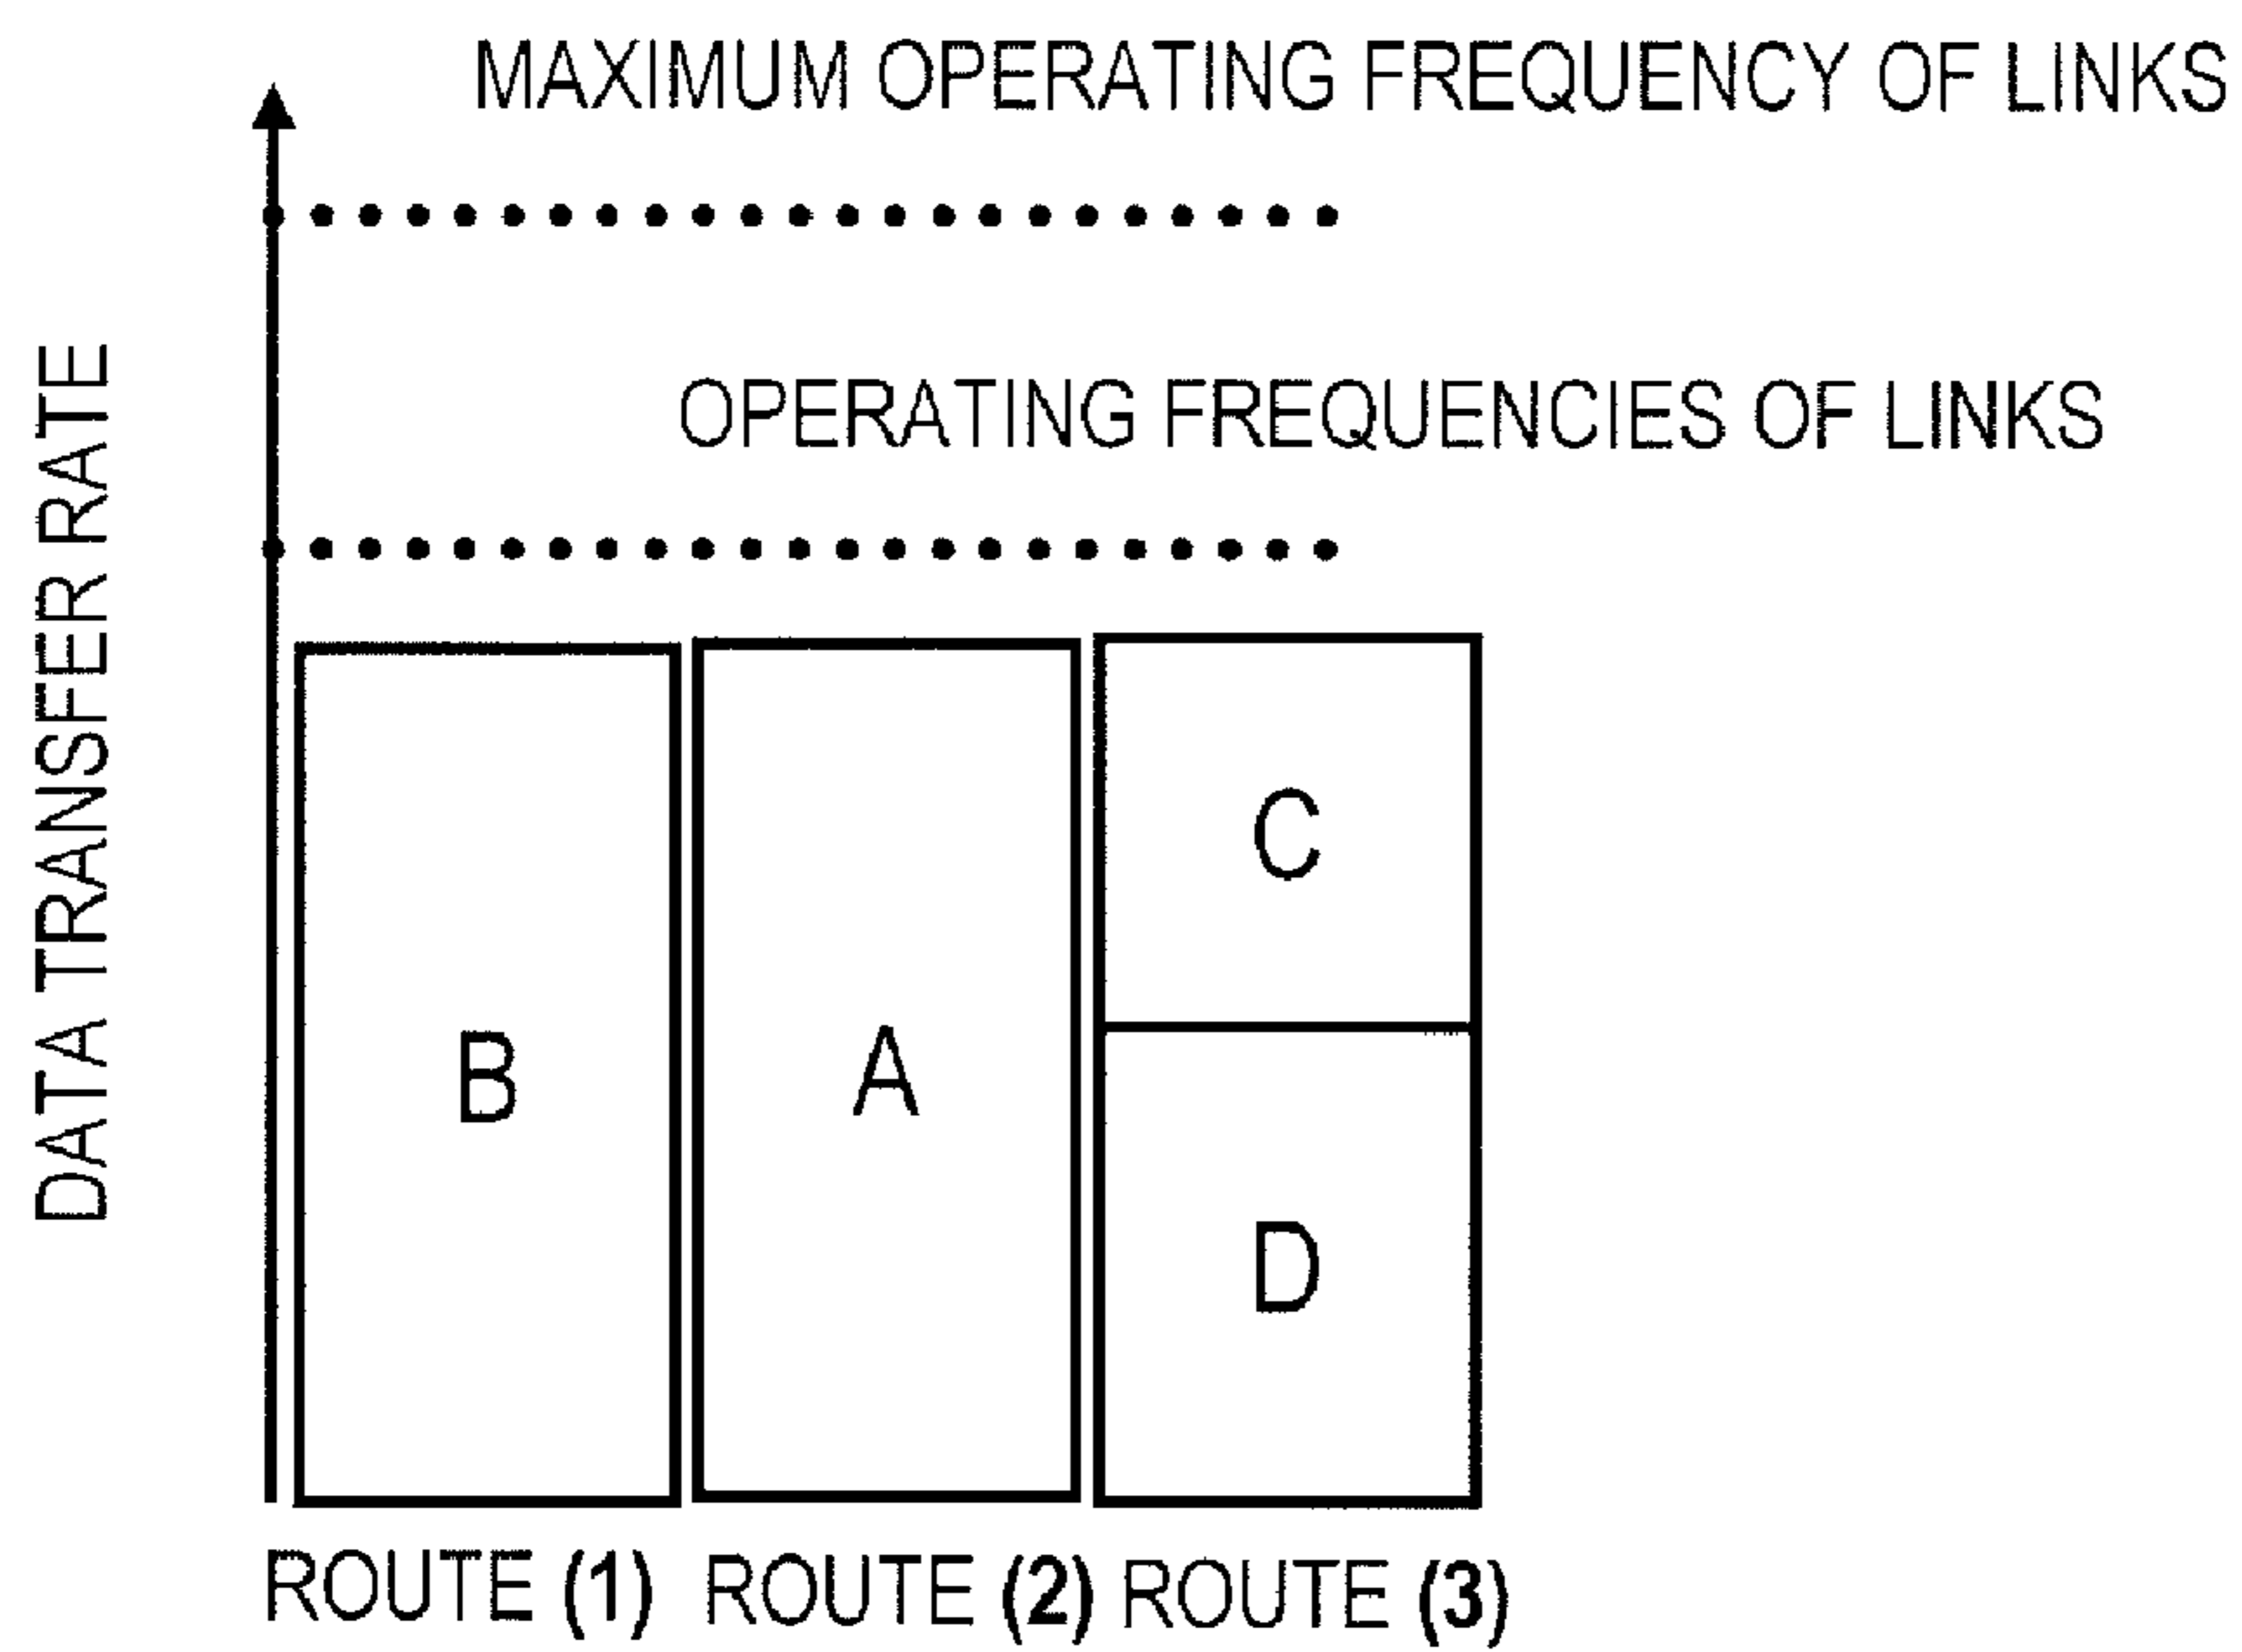 MAXIMUM OPERATING FREQUENCY OF LINKS
OPERATING FREQUENCIES OF LINKS
DATA TRANSFER RATE
B
A
C
D
ROUTE (1)
ROUTE (2)
ROUTE (3)